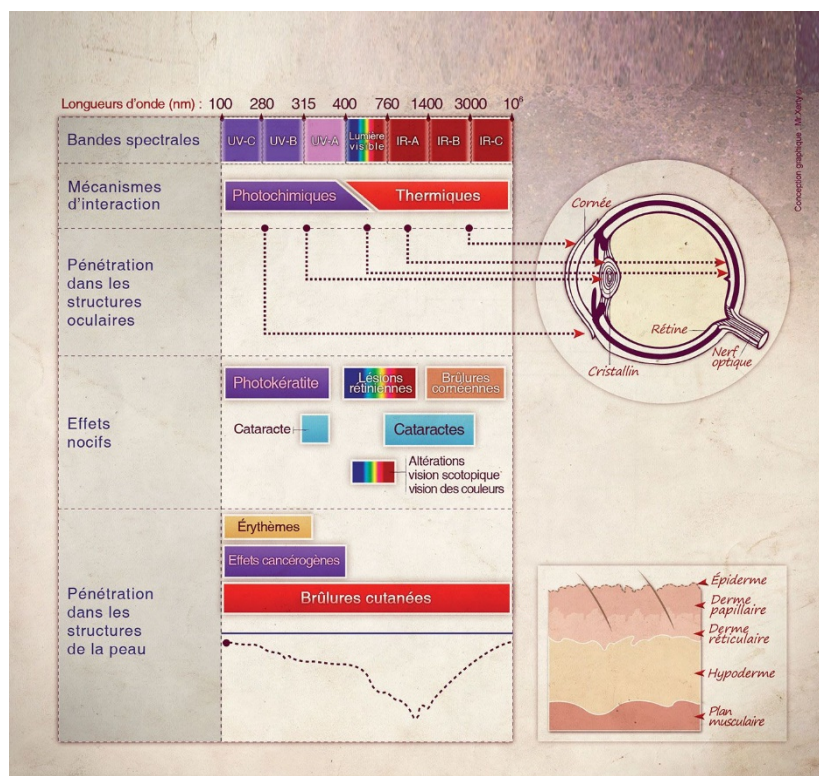 Longueurs d'onde (nm) : 100 280 315 400 760 1400 3000 10⁶
Bandes spectrales
UV-C UV-B UV-A Lumière visible IR-A IR-B IR-C
Mécanismes
d'interaction
Photochimiques Thermiques
Pénétration
dans les
structures
oculaires
Cornée
Rétine
Nerf
optique
Cristallin
Effets
nocifs
Photokératite
Lésions
rétiniennes
Brûlures
cornéennes
Cataracte
Cataractes
Altérations
vision scotopique
vision des couleurs
Pénétration
dans les
structures
de la peau
Érythèmes
Effets cancérogènes
Brûlures cutanées
Épiderme
Derme
papillaire
Derme
réticulaire
Hypoderme
Plan
musculaire
Conception graphique :